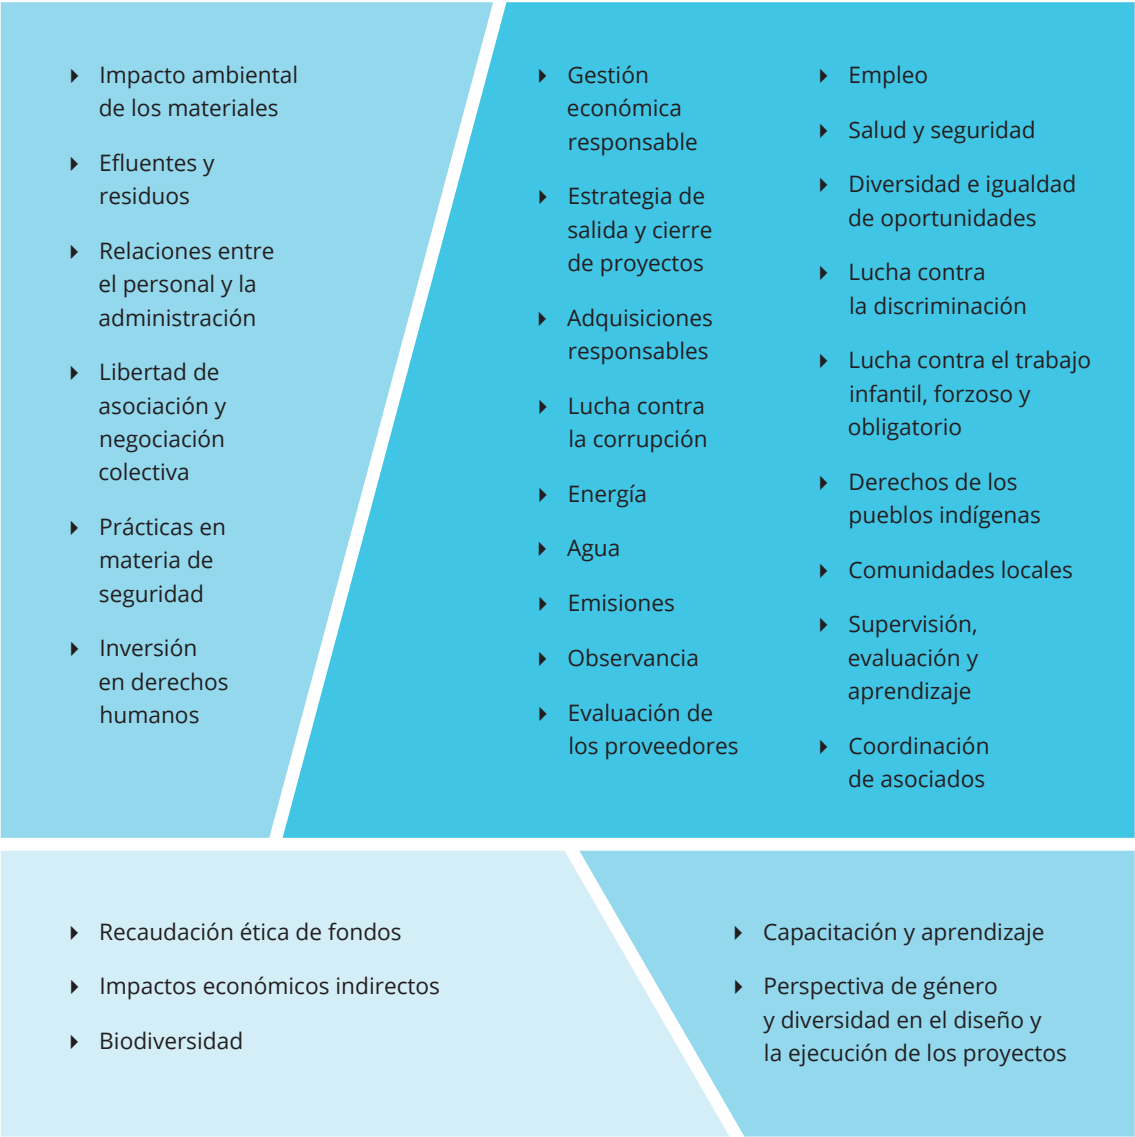 Impacto ambiental
de los materiales
Efluentes y
residuos
Relaciones entre
el personal y la
administración
Libertad de
asociación y
negociación
colectiva
Prácticas en
materia de
seguridad
Inversión
en derechos
humanos
Gestión
económica
responsable
Estrategia de
salida y cierre
de proyectos
Adquisiciones
responsables
Lucha contra
la corrupción
Energía
Agua
Emisiones
Observancia
Evaluación de
los proveedores
Empleo
Salud y seguridad
Diversidad e igualdad
de oportunidades
Lucha contra
la discriminación
Lucha contra el trabajo
infantil, forzoso y
obligatorio
Derechos de los
pueblos indígenas
Comunidades locales
Supervisión,
evaluación y
aprendizaje
Coordinación
de asociados
Recaudación ética de fondos
Impactos económicos indirectos
Biodiversidad
Capacitación y aprendizaje
Perspectiva de género
y diversidad en el diseño y
la ejecución de los proyectos